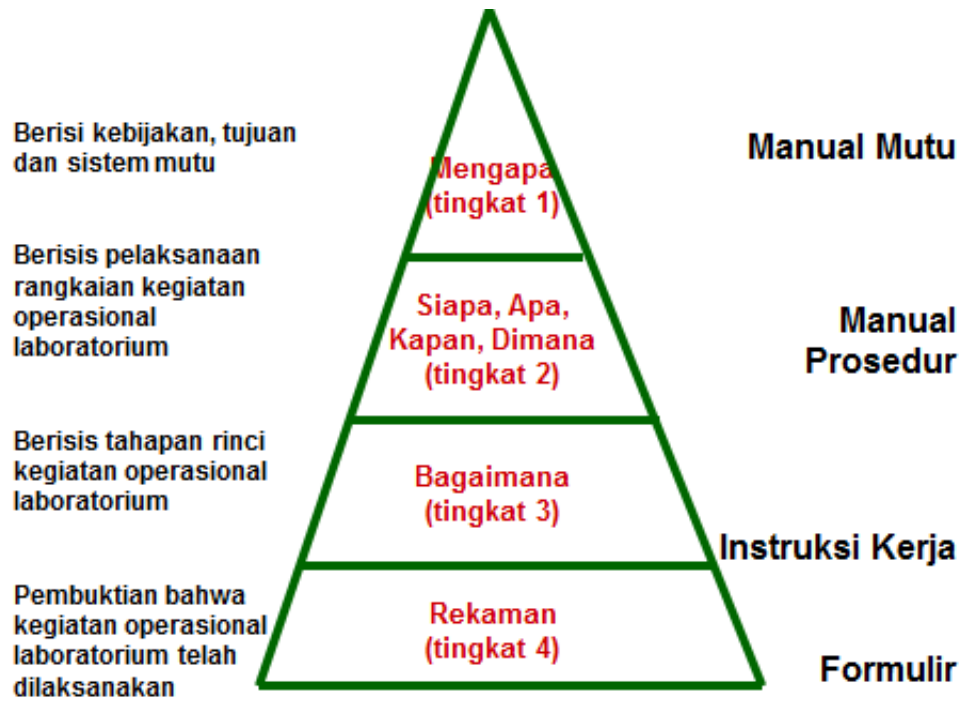 Berisi kebijakan, tujuan
dan sistem mutu
Mengapa
(tingkat 1)
Manual Mutu
Berisis pelaksanaan
rangkaian kegiatan
operasional
laboratorium
Siapa, Apa,
Kapan, Dimana
(tingkat 2)
Manual
Prosedur
Berisis tahapan rinci
kegiatan operasional
laboratorium
Bagaimana
(tingkat 3)
Instruksi Kerja
Pembuktian bahwa
kegiatan operasional
laboratorium telah
dilaksanakan
Rekaman
(tingkat 4)
Formulir